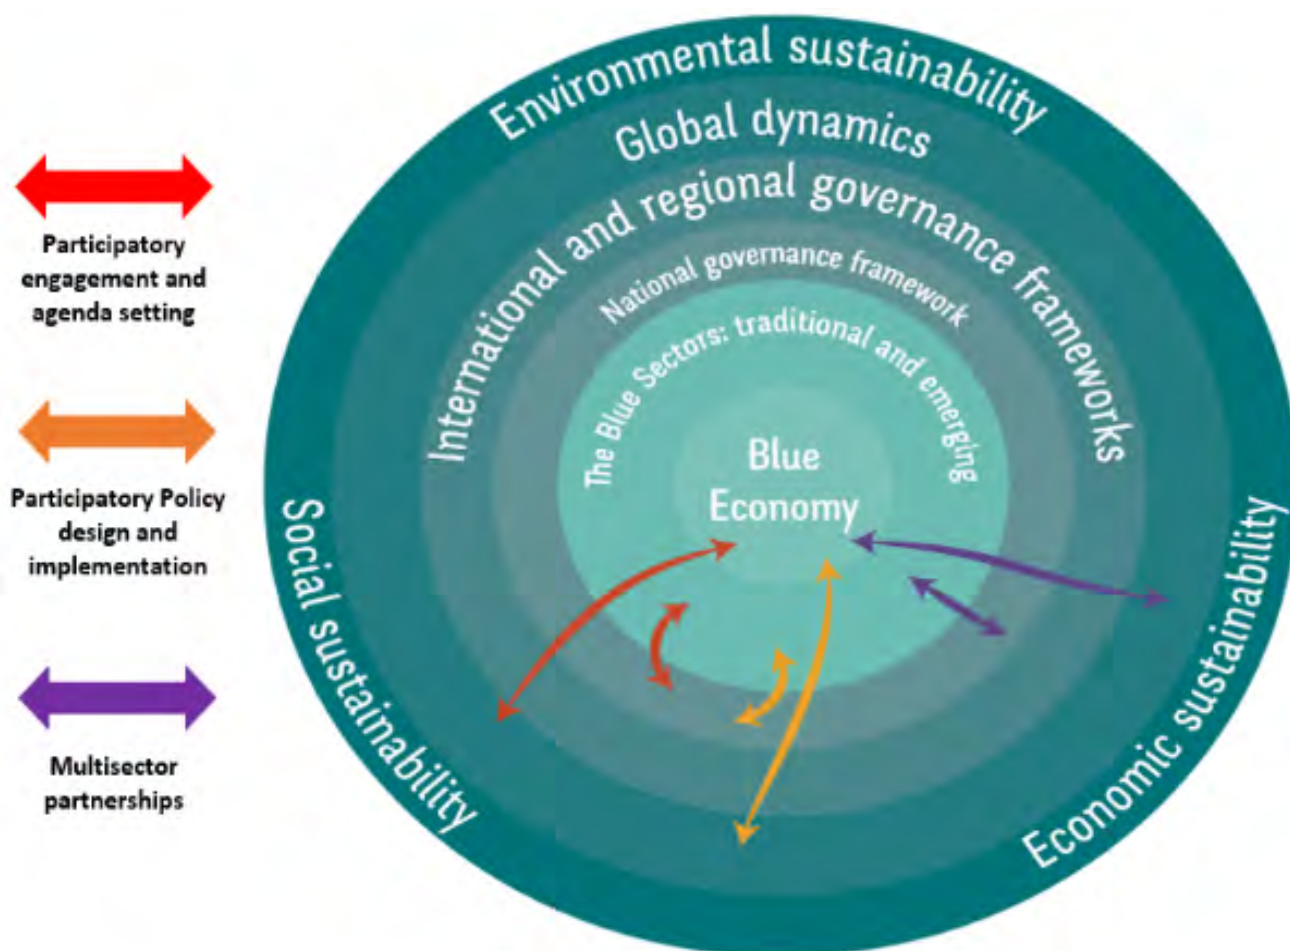 Participatory
engagement and
agenda setting
Participatory Policy
design and
implementation
Multisector
partnerships
Environmental sustainability
Global dynamics
International and regional governance frameworks
National governance framework
The Blue Sectors: traditional and emerging
Blue
Economy
Social sustainability
Economic sustainability